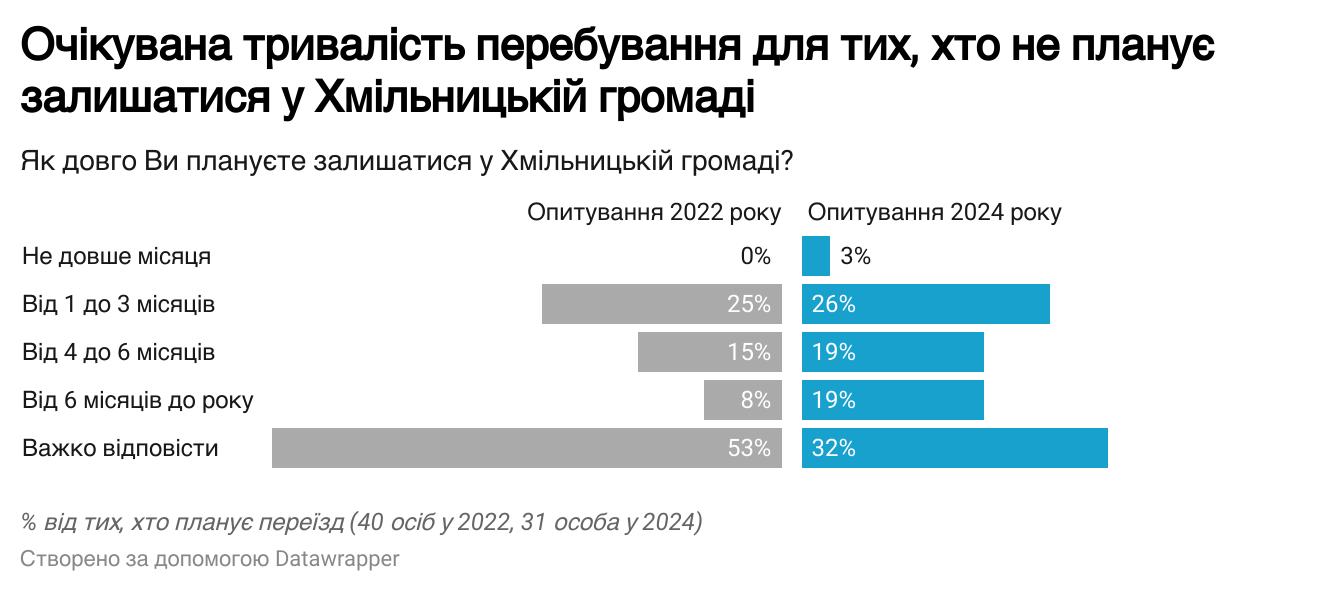 Очікувана тривалість перебування для тих, хто не планує
залишатися у Хмільницькій громаді
Як довго Ви плануєте залишатися у Хмільницькій громаді?
Опитування 2022 року Опитування 2024 року
Не довше місяця 0% 3%
Від 1 до 3 місяців 25% 26%
Від 4 до 6 місяців 15% 19%
Від 6 місяців до року 8% 19%
Важко відповісти 53% 32%
% від тих, хто планує переїзд (40 осіб у 2022, 31 особа у 2024)
Створено за допомогою Datawrapper